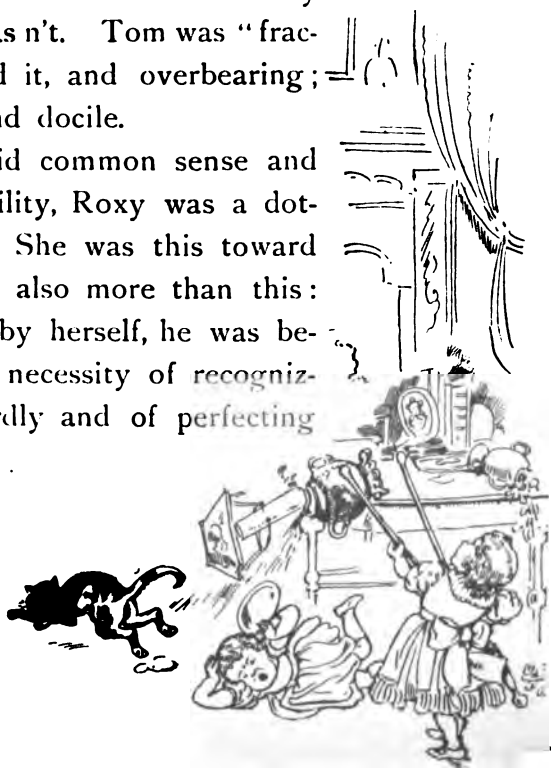 n't. Tom was “frac-
it, and overbearing;
docile.
common sense and
Roxy was a dot-
She was this toward
also more than this:
by herself, he was be-
necessity of recogniz-
and of perfecting